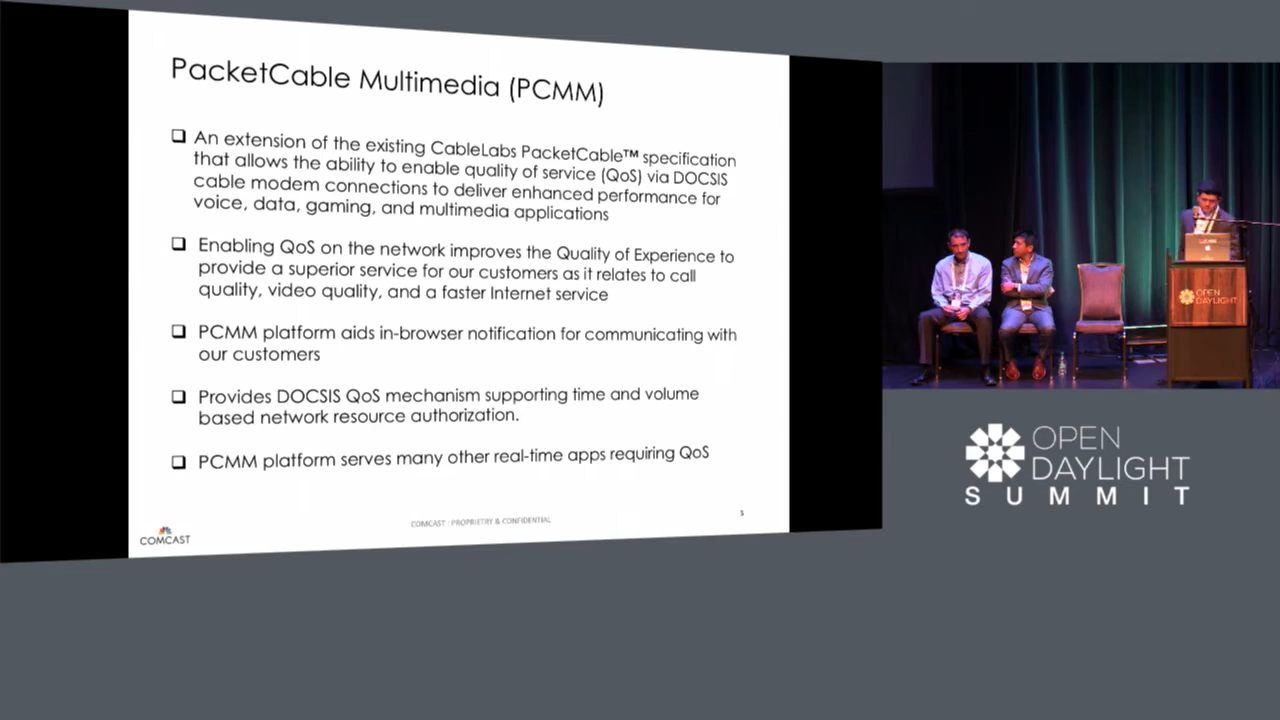 PacketCable Multimedia (PCMM)
❑ An extension of the existing CableLabs PacketCable™ specification
that allows the ability to enable quality of service (QoS) via DOCSIS
cable modem connections to deliver enhanced performance for
voice, data, gaming, and multimedia applications
❑ Enabling QoS on the network improves the Quality of Experience to
provide a superior service for our customers as it relates to call
quality, video quality, and a faster Internet service
❑ PCMM platform aids in-browser notification for communicating with
our customers
❑ Provides DOCSIS QoS mechanism supporting time and volume
based network resource authorization.
❑ PCMM platform serves many other real-time apps requiring QoS
COMCAST
COMCAST : PROPRIETRY & CONFIDENTIAL
OPEN
DAYLIGHT
OPEN
DAYLIGHT
SUMMIT